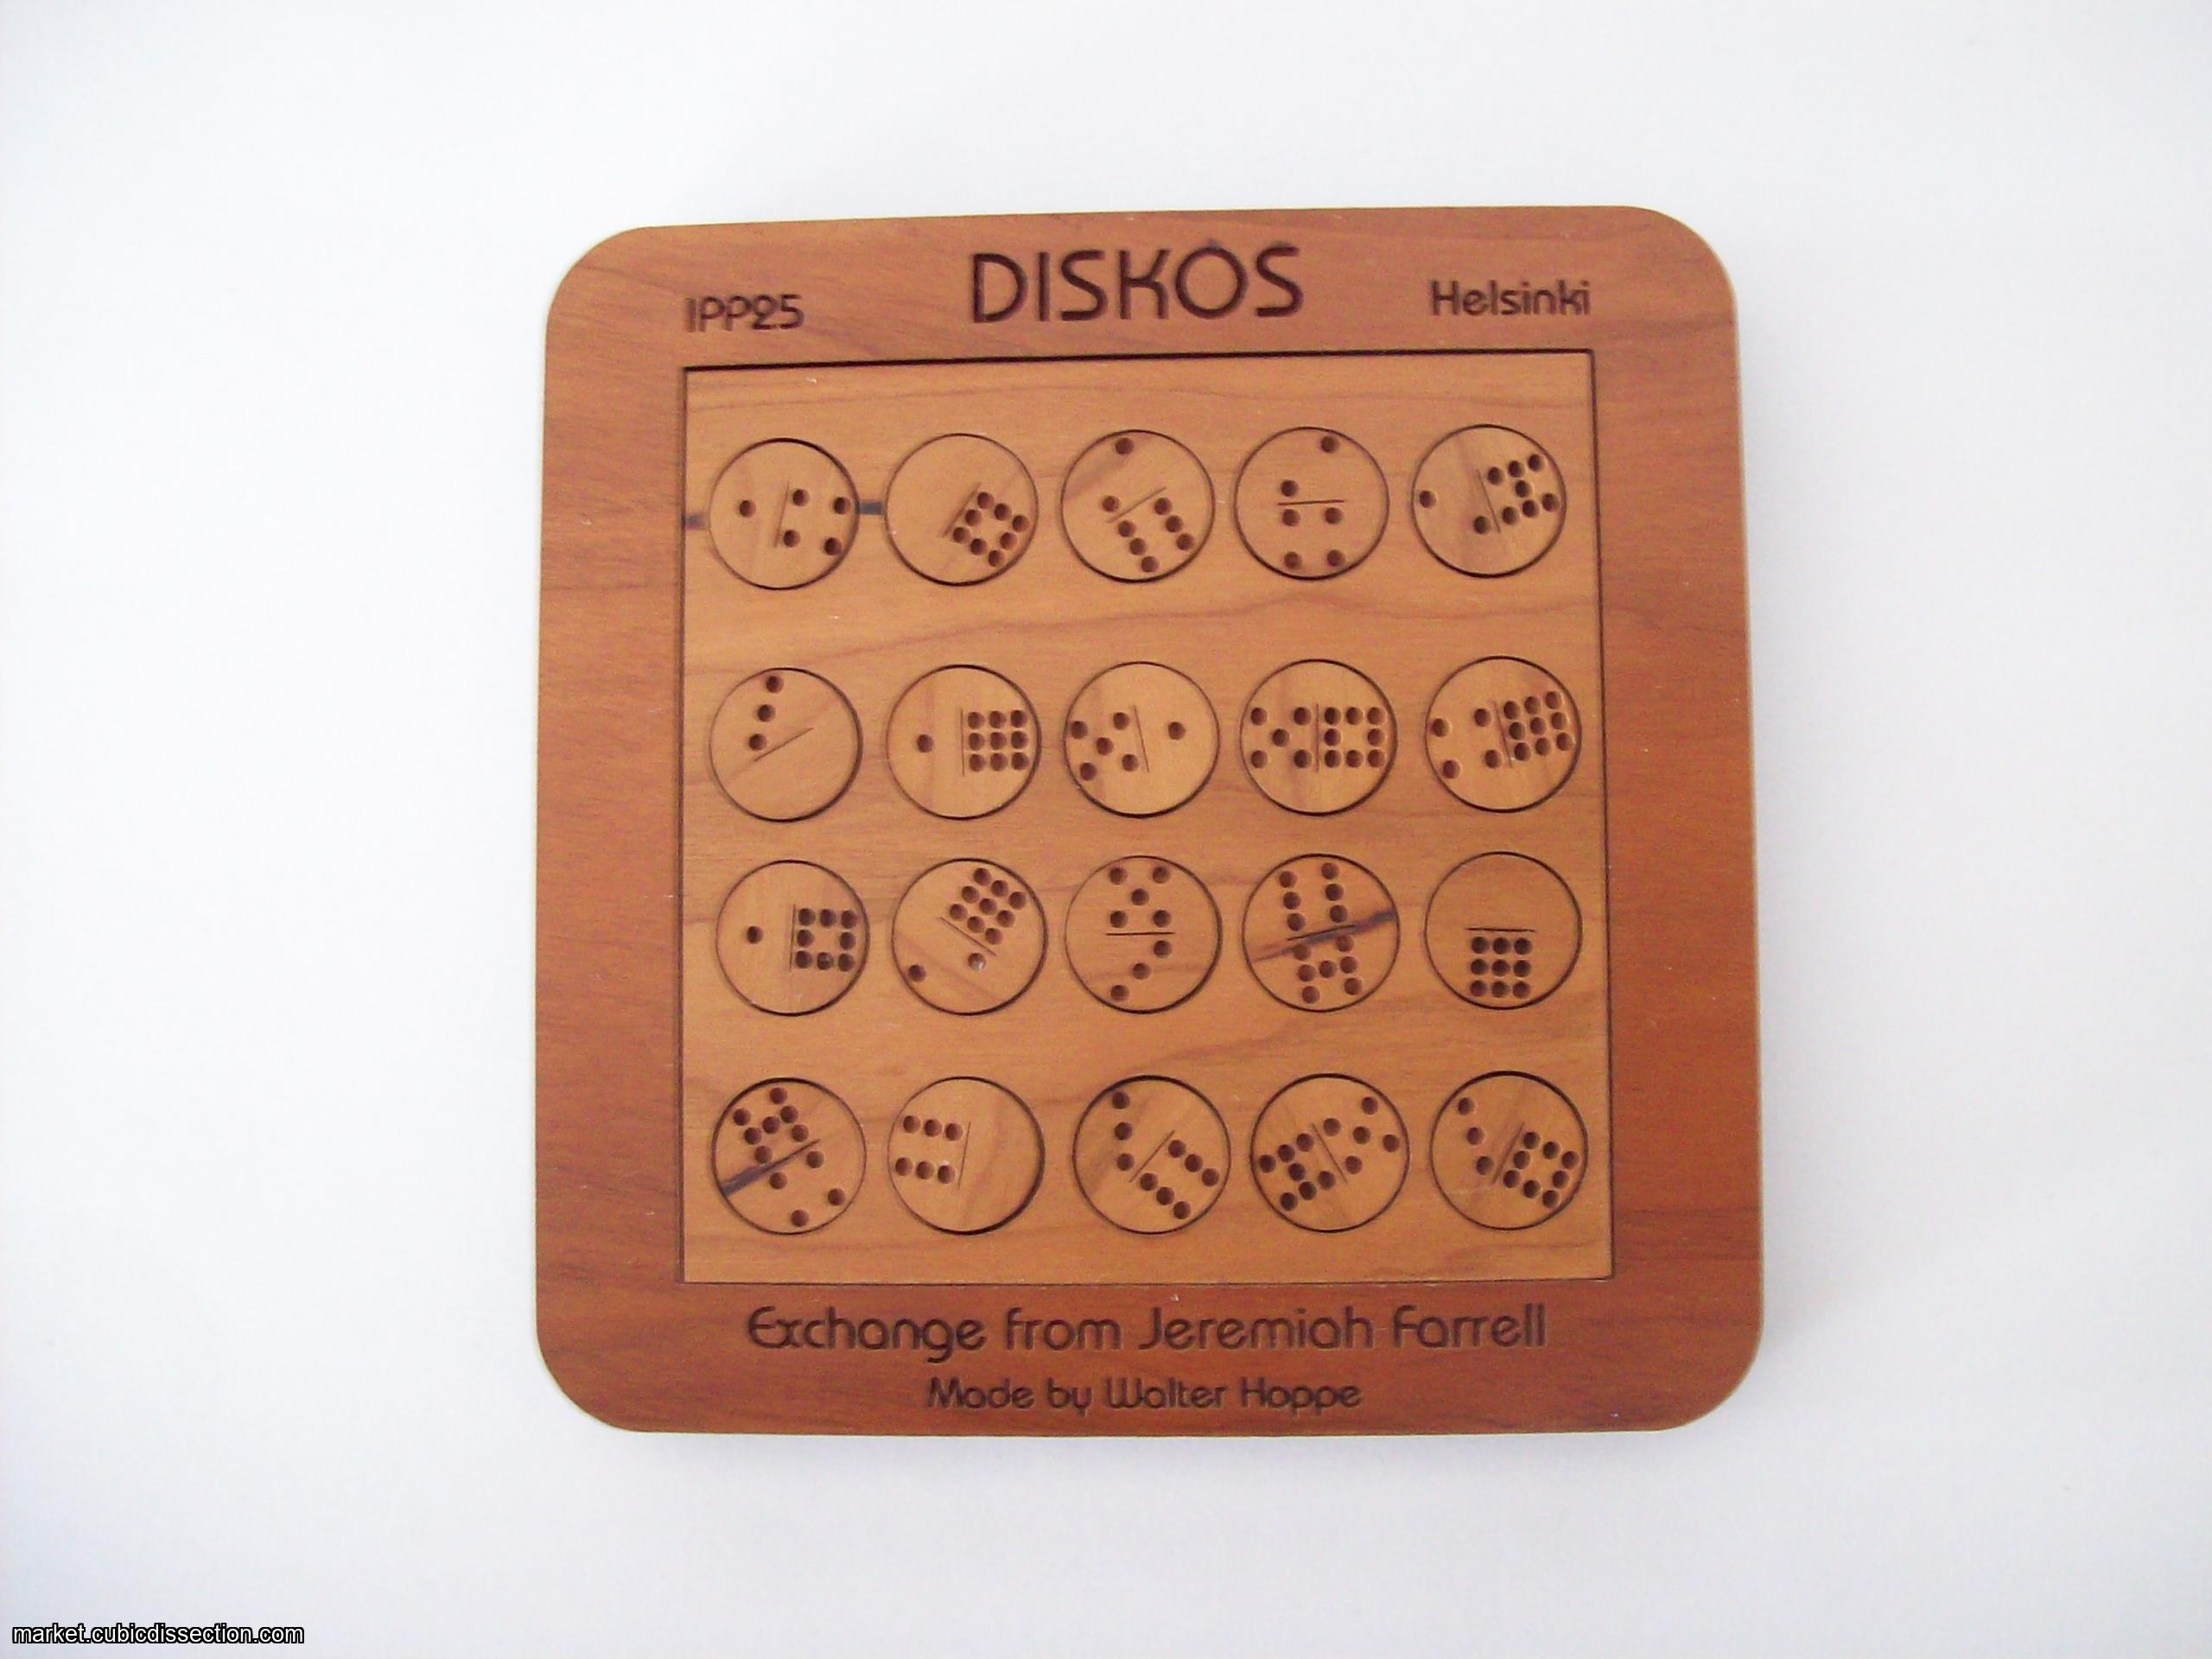 IPP25 DISKOS Helsinki
Exchange from Jeremiah Farrell
Made by Walter Hoppe
market.cubicdissection.com